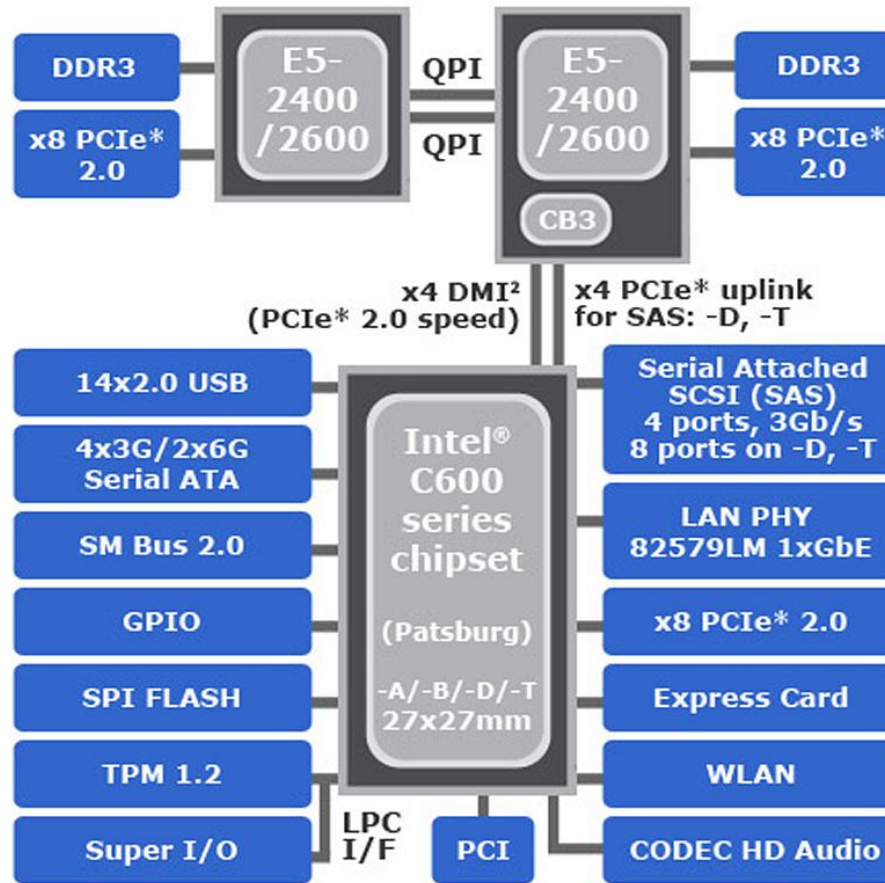 DDR3
x8 PCIe*
2.0
E5-
2400
/2600
QPI
QPI
E5-
2400
/2600
CB3
DDR3
x8 PCIe*
2.0
x4 DMI²
(PCIe* 2.0 speed)
x4 PCIe* uplink
for SAS: -D, -T
14x2.0 USB
4x3G/2x6G
Serial ATA
SM Bus 2.0
GPIO
SPI FLASH
TPM 1.2
Super I/O
LPC
I/F
Intel®
C600
series
chipset
(Patsburg)
-A/-B/-D/-T
27x27mm
PCI
Serial Attached
SCSI (SAS)
4 ports, 3Gb/s
8 ports on -D, -T
LAN PHY
82579LM 1xGbE
x8 PCIe* 2.0
Express Card
WLAN
CODEC HD Audio